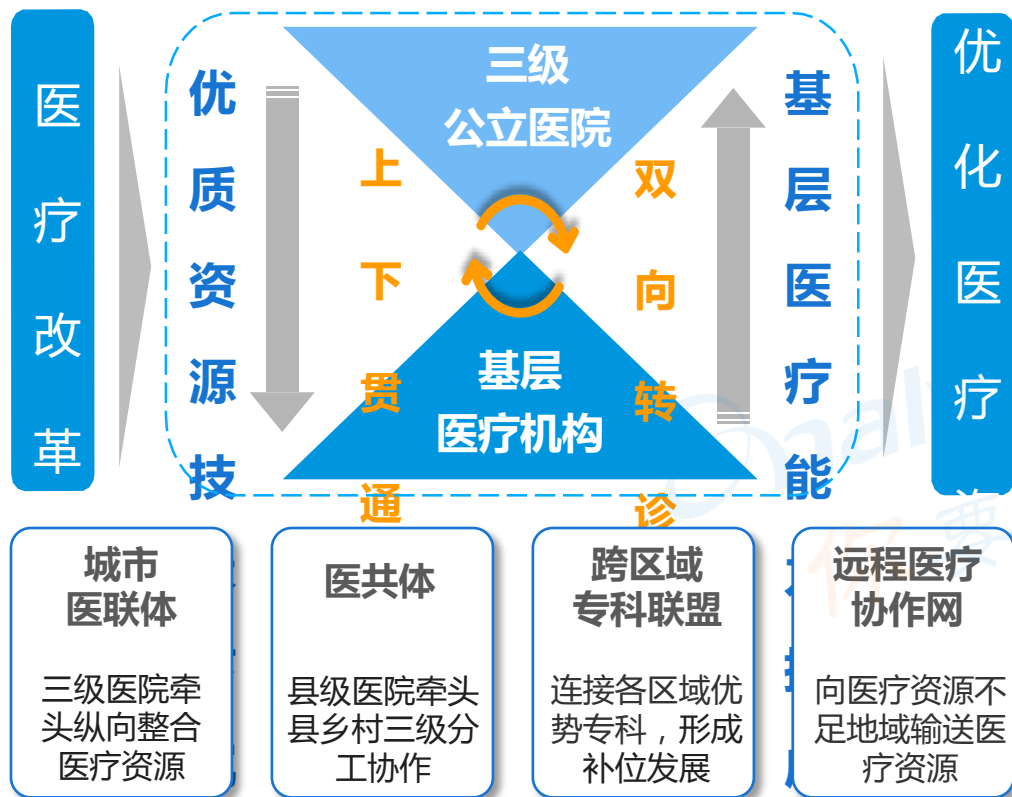 医疗改革
优质资源技
上下贯通
三级
公立医院
基层
医疗机构
双向转诊
基层医疗能
优化医疗
城市
医联体
三级医院牵
头纵向整合
医疗资源
医共体
县级医院牵头
县乡村三级分
工协作
跨区域
专科联盟
连接各区域优
势专科，形成
补位发展
远程医疗
协作网
向医疗资源不
足地域输送医
疗资源